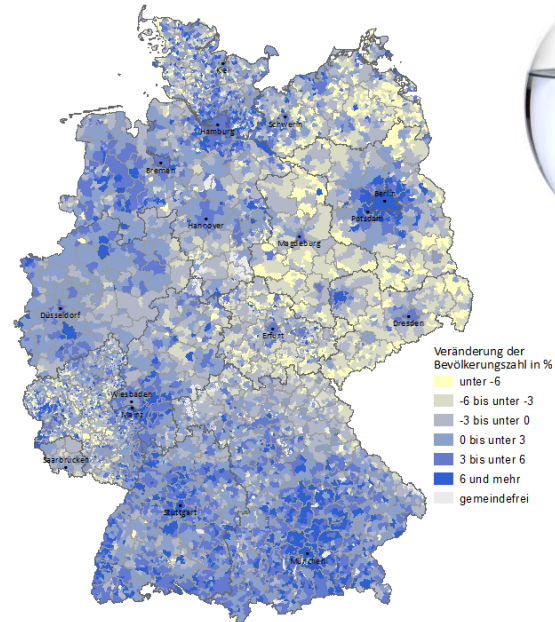 Kiel
Hamburg
Schwerin
Bremen
Berlin
Potsdam
Hannover
Magdeburg
Düsseldorf
Erfurt
Dresden
Wiesbaden
Mainz
Saarbrücken
Stuttgart
München
Veränderung der
Bevölkerungszahl in %
unter -6
-6 bis unter -3
-3 bis unter 0
0 bis unter 3
3 bis unter 6
6 und mehr
gemeindefrei